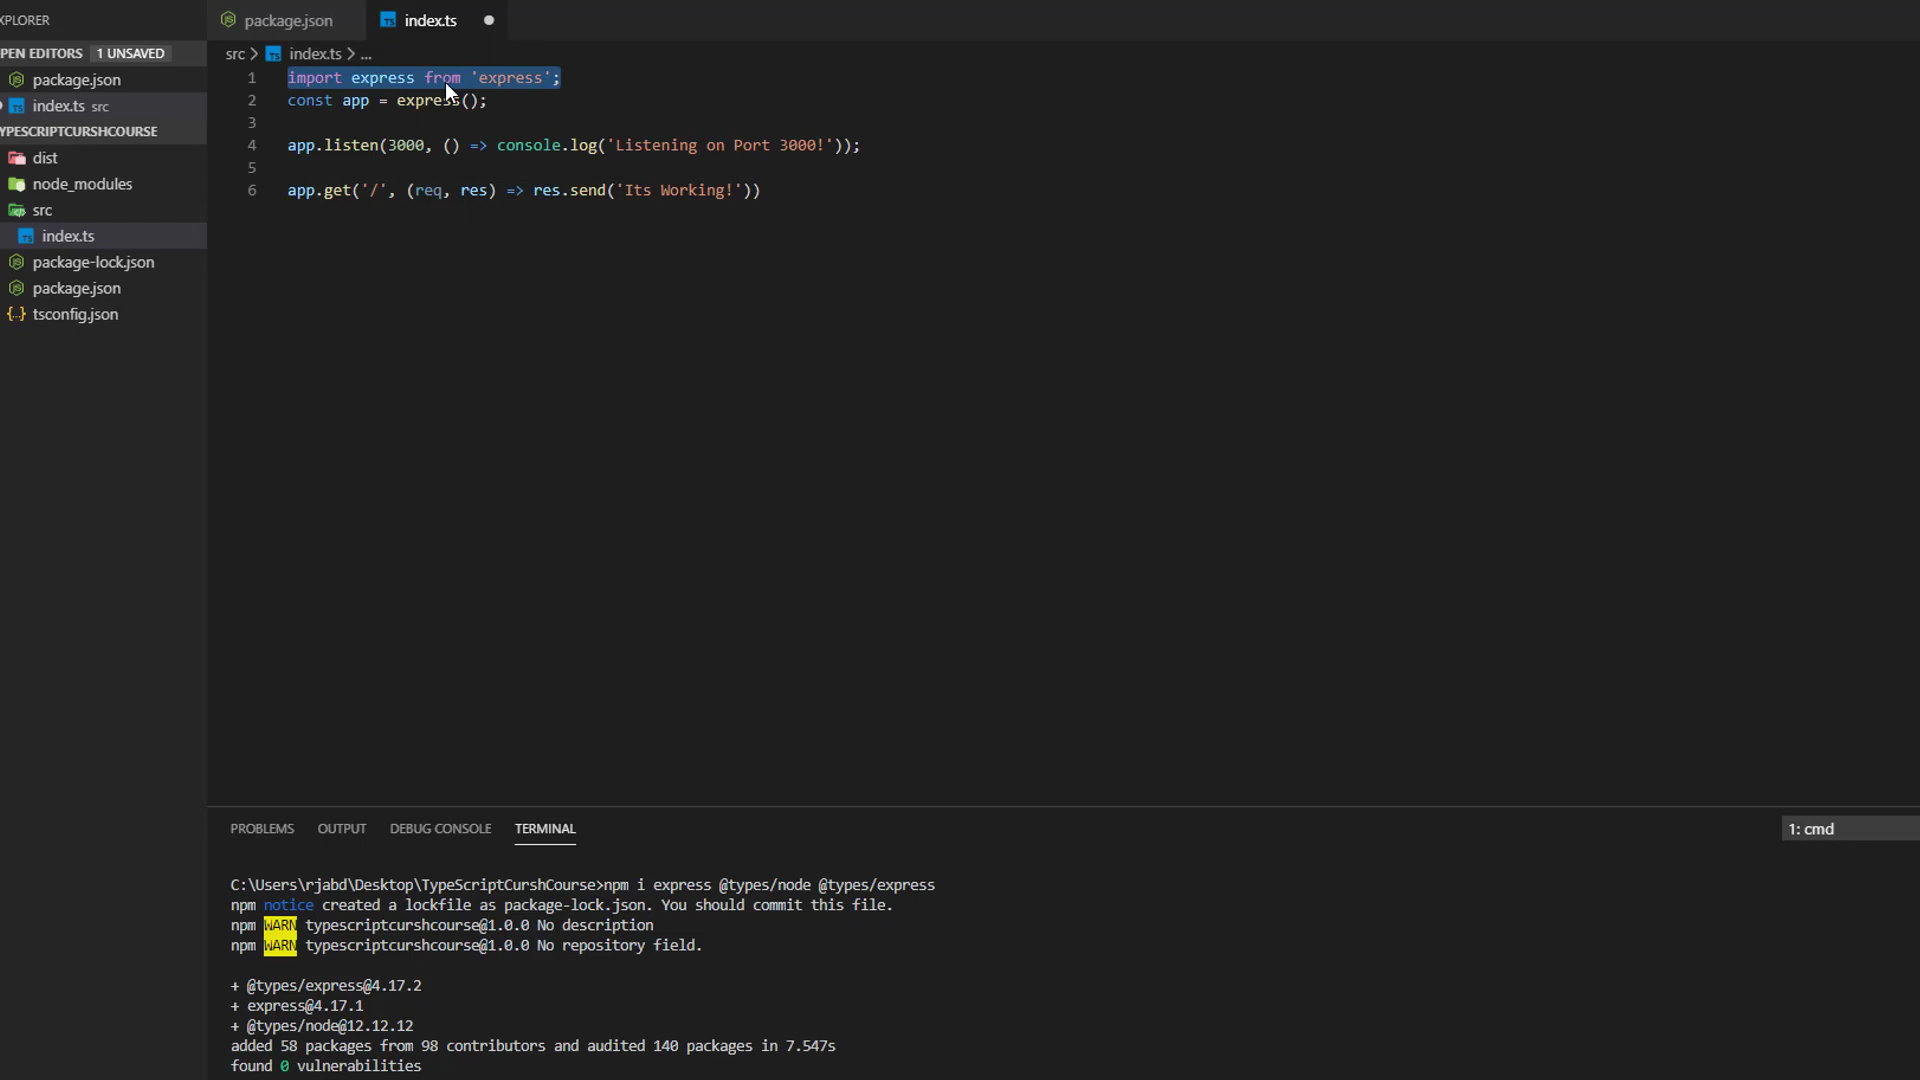 XPLORER
PEN EDITORS 1 UNSAVED
package.json
index.ts src
YPESCRIPTCURSHCOURSE
dist
node_modules
src
index.ts
package-lock.json
package.json
tsconfig.json
package.json index.ts
src > index.ts > ...
1 import express from 'express';
2 const app = express();
3
4 app.listen(3000, () => console.log('Listening on Port 3000!'));
5
6 app.get('/', (req, res) => res.send('Its Working!'))
PROBLEMS OUTPUT DEBUG CONSOLE TERMINAL 1: cmd
C:\Users\rjabd\Desktop\TypeScriptCurshCourse>npm i express @types/node @types/express
npm notice created a lockfile as package-lock.json. You should commit this file.
npm WARN typescriptcurshcourse@1.0.0 No description
npm WARN typescriptcurshcourse@1.0.0 No repository field.
+ @types/express@4.17.2
+ express@4.17.1
+ @types/node@12.12.12
added 58 packages from 98 contributors and audited 140 packages in 7.547s
found 0 vulnerabilities